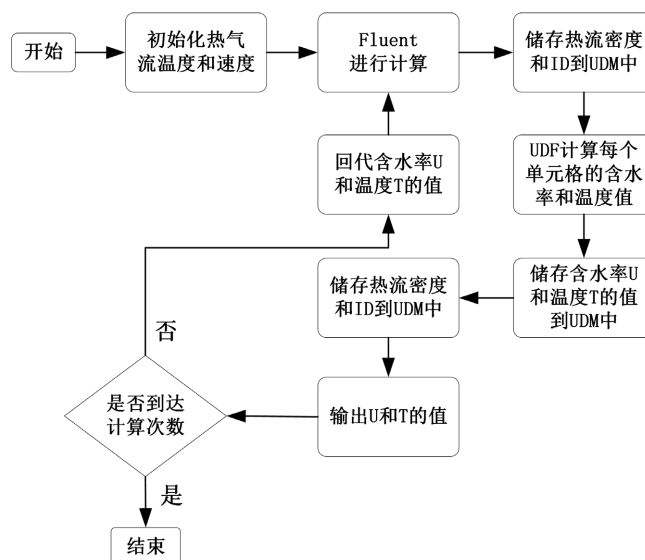 开始
初始化热气
流温度和速度
Fluent
进行计算
储存热流密度
和ID到UDM中
UDF计算每个
单元格的含水
率和温度值
储存含水率U
和温度T的值
到UDM中
储存热流密度
和ID到UDM中
输出U和T的值
是否到达
计算次数
否
回代含水率U
和温度T的值
是
结束